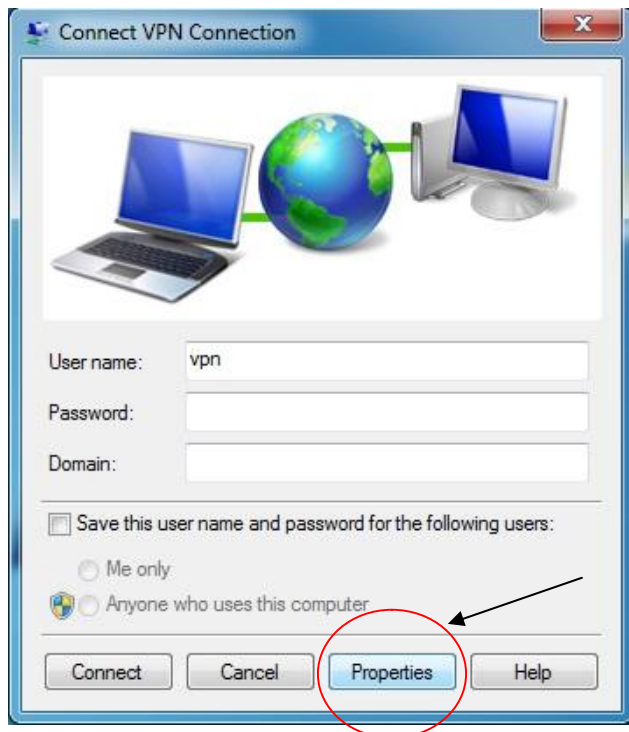 Connect VPN Connection
User name: vpn
Password:
Domain:
Save this user name and password for the following users:
Me only
Anyone who uses this computer
Connect Cancel Properties Help